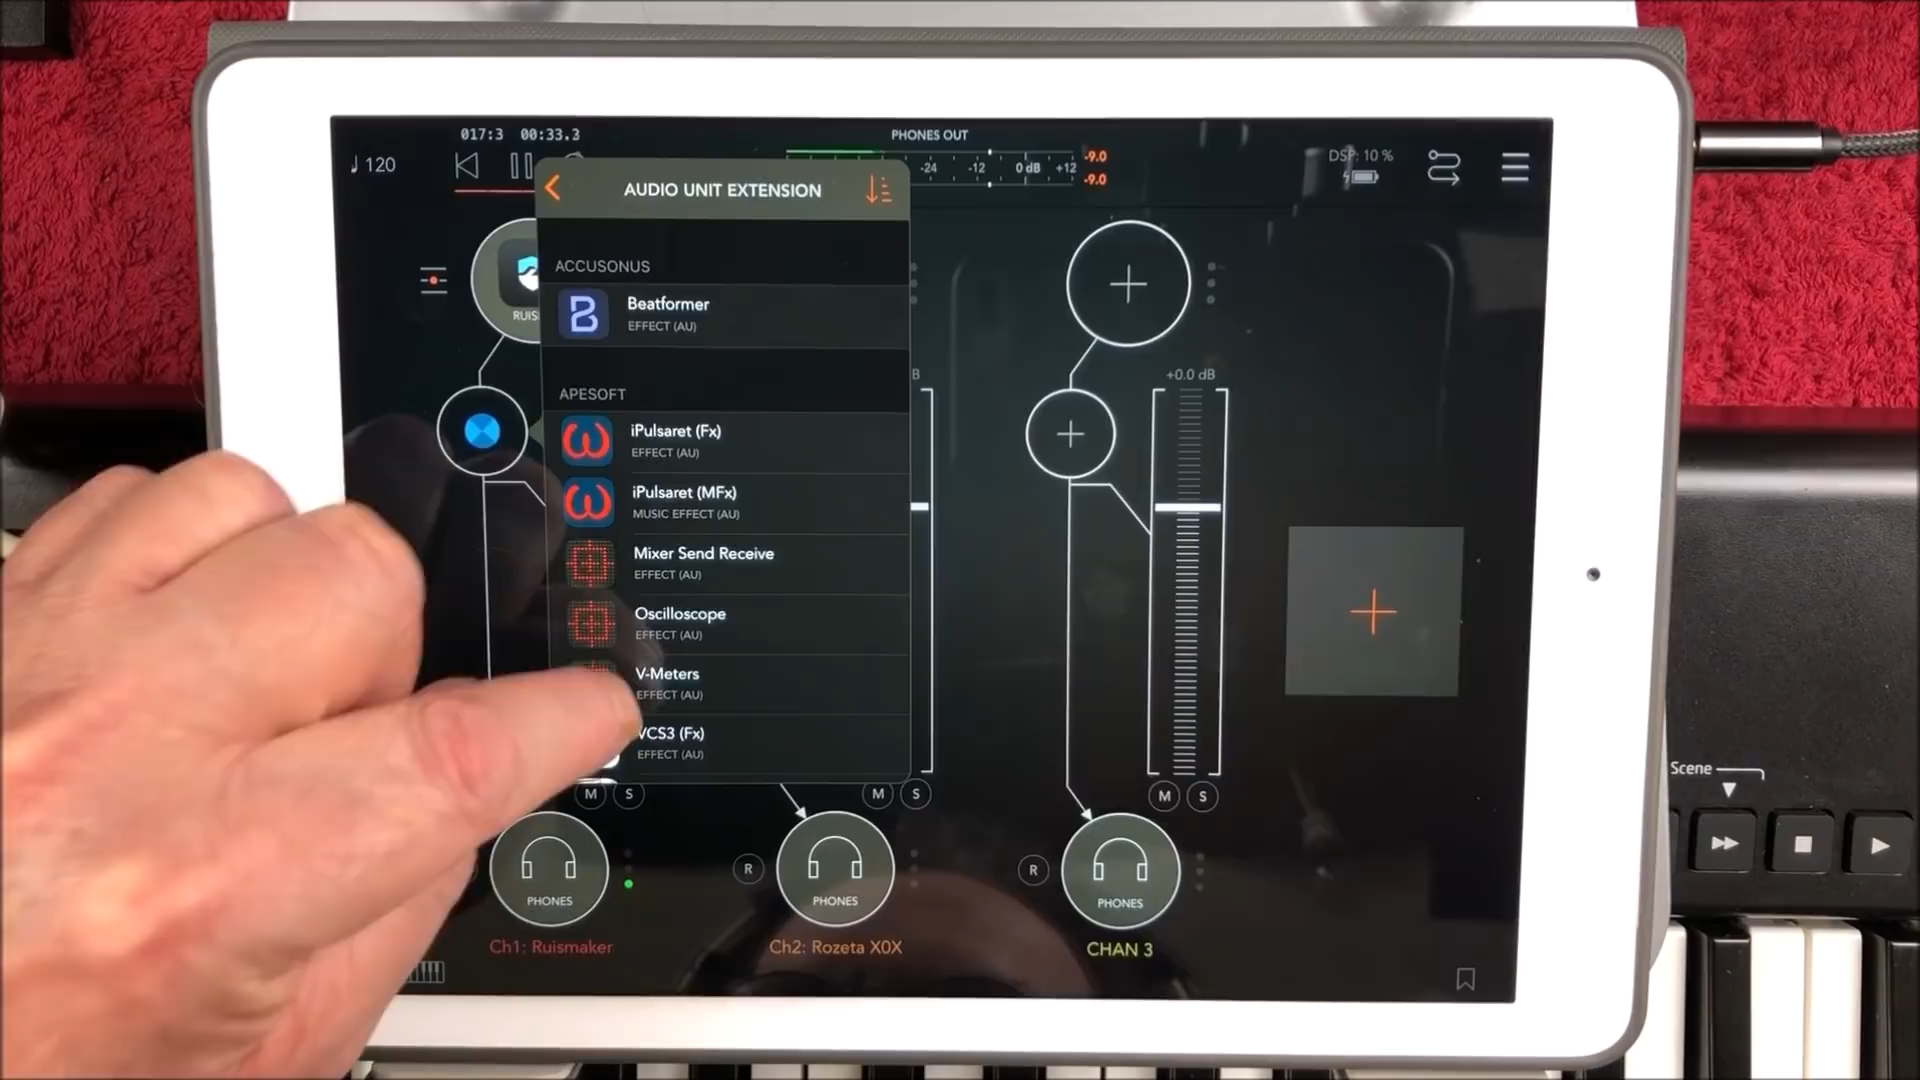 017:3 00:33.3
PHONES OUT
120
-24 -12 0 dB +12
-9.0
-9.0
DSP: 10 %
AUDIO UNIT EXTENSION
ACCUSONUS
Beatformer
EFFECT (AU)
RUIS
APESOFT
iPulsaret (Fx)
EFFECT (AU)
iPulsaret (MFx)
MUSIC EFFECT (AU)
Mixer Send Receive
EFFECT (AU)
Oscilloscope
EFFECT (AU)
V-Meters
EFFECT (AU)
VCS3 (Fx)
EFFECT (AU)
B
+0.0 dB
M S
M S
M S
R
R
PHONES
PHONES
PHONES
Ch1: Ruismaker
Ch2: Rozeta X0X
CHAN 3
Scene